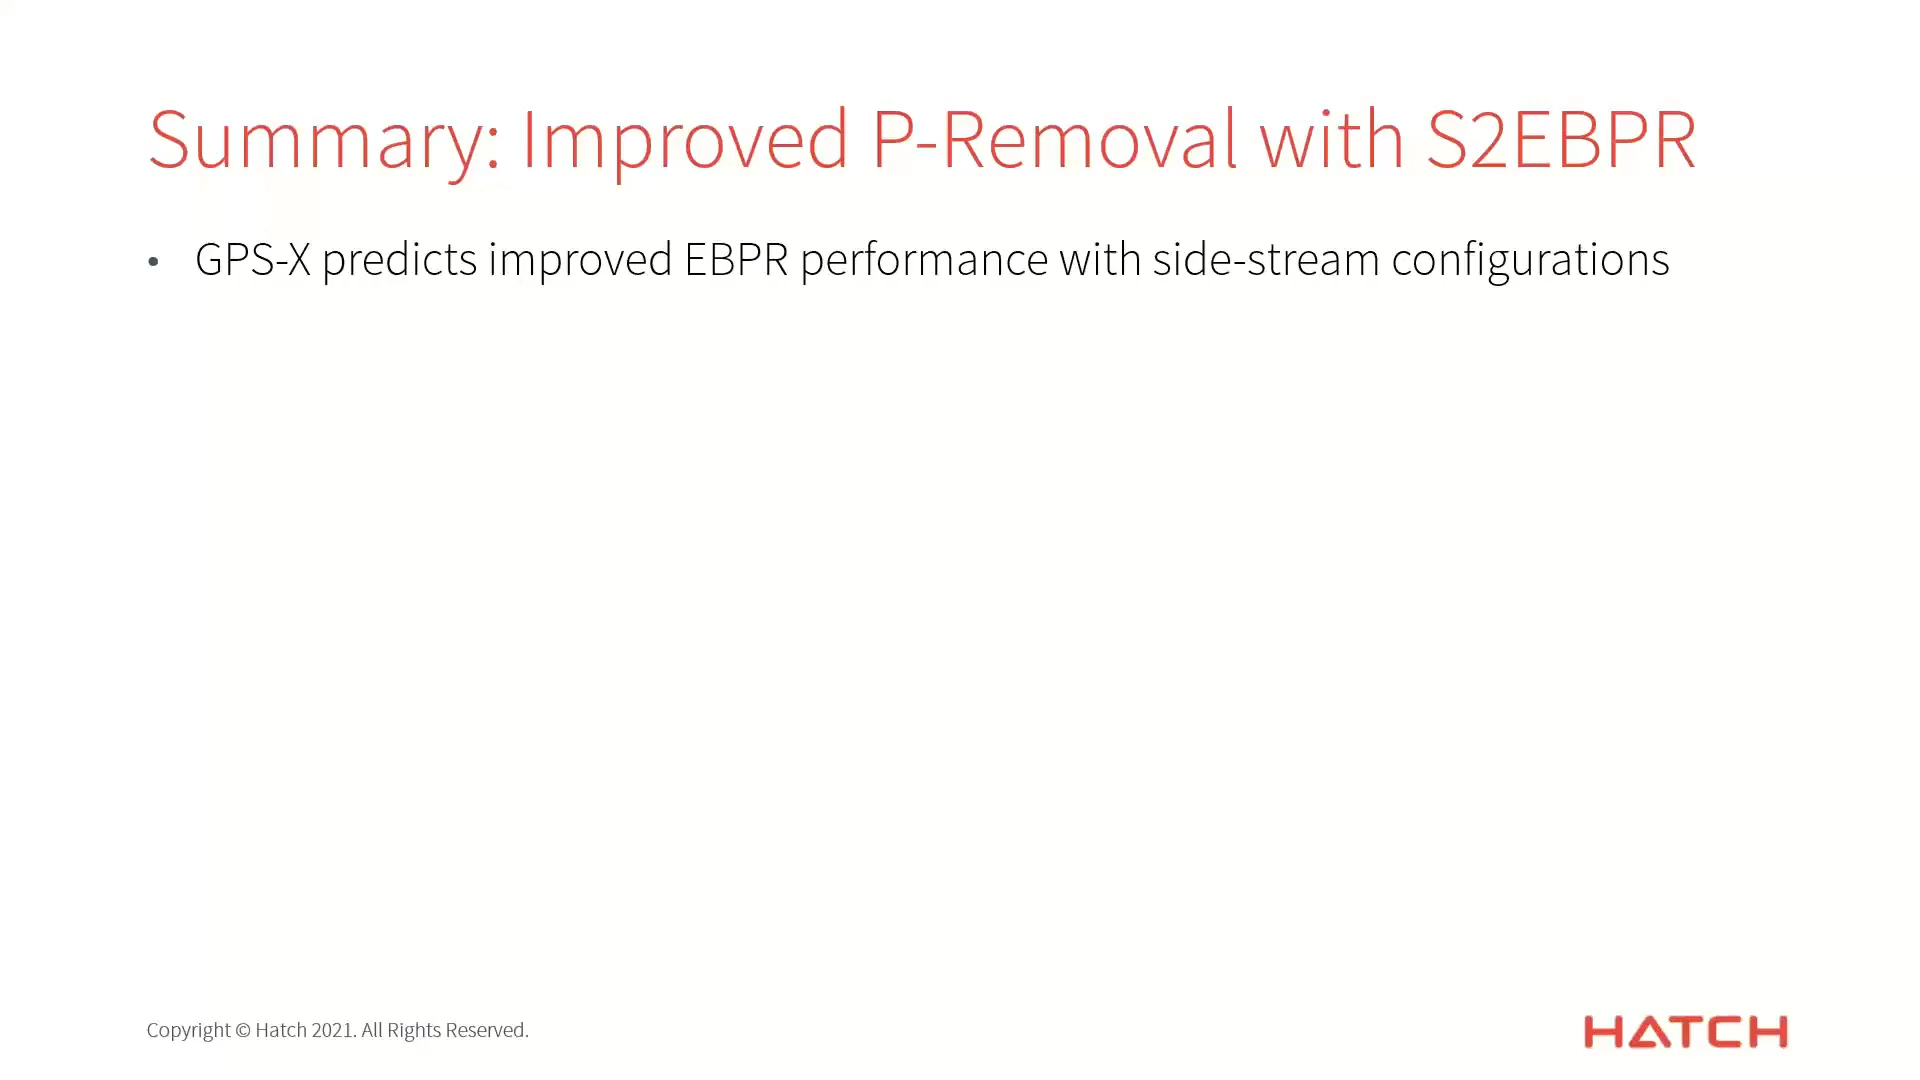 Summary: Improved P-Removal with S2EBPR
• GPS-X predicts improved EBPR performance with side-stream configurations
Copyright © Hatch 2021. All Rights Reserved.
HATCH